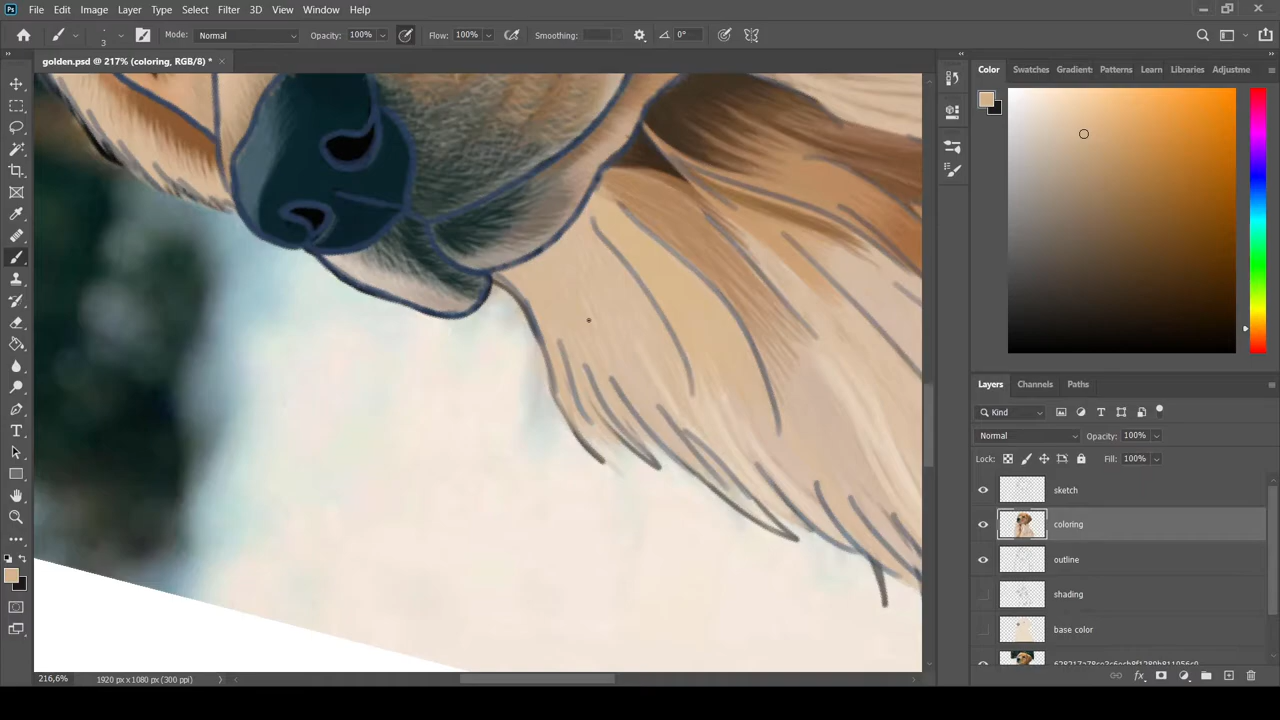 Ps File Edit Image Layer Type Select Filter 3D View Window Help
3 Mode: Normal Opacity: 100% Flow: 100% Smoothing: 0°
golden.psd @ 217% (coloring, RGB/8) * ×
Color Swatches Gradient: Patterns Learn Libraries Adjustme
Layers Channels Paths
Kind
Normal Opacity: 100%
Lock: Fill: 100%
sketch
coloring
outline
shading
base color
216,6% 1920 px x 1080 px (300 ppi)